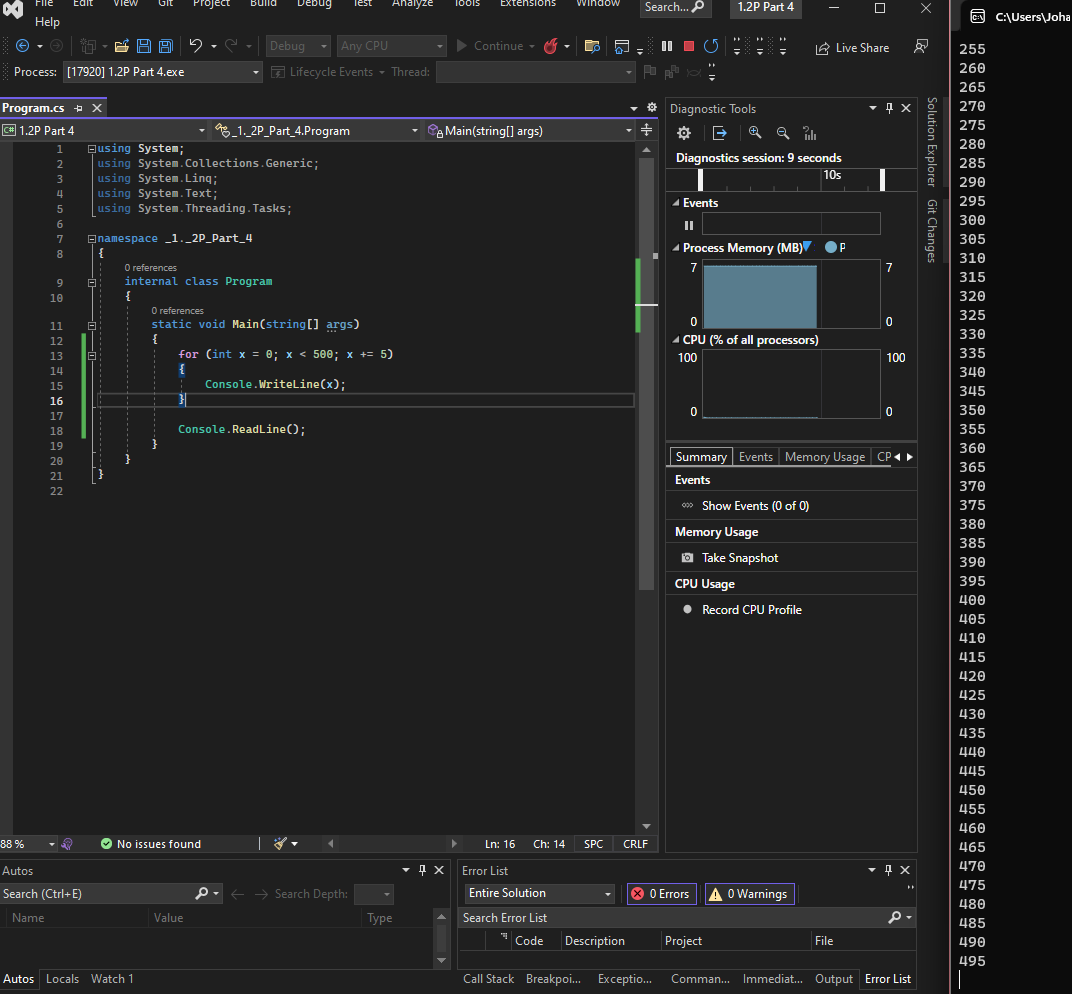 File Edit View Git Project Build Debug Test Analyze Tools Extensions Window Search... 1.2P Part 4
Help
Debug Any CPU Continue Live Share
Process: [17920] 1.2P Part 4.exe Lifecycle Events Thread:
Program.cs
C# 1.2P Part 4 _1._2P_Part_4.Program Main(string[] args)
1 using System;
2 using System.Collections.Generic;
3 using System.Linq;
4 using System.Text;
5 using System.Threading.Tasks;
6
7 namespace _1._2P_Part_4
8 {
0 references
9 internal class Program
10 {
0 references
11 static void Main(string[] args)
12 {
13 for (int x = 0; x < 500; x += 5)
14 {
15 Console.WriteLine(x);
16 }
17
18 Console.ReadLine();
19 }
20 }
21 }
22
88 % No issues found Ln: 16 Ch: 14 SPC CRLF
Diagnostic Tools
Diagnostics session: 9 seconds
10s
Events
Process Memory (MB) P
7 7
0 0
CPU (% of all processors)
100 100
0 0
Summary Events Memory Usage CP
Events
Show Events (0 of 0)
Memory Usage
Take Snapshot
CPU Usage
Record CPU Profile
Solution Explorer
Git Changes
Autos
Search (Ctrl+E) Search Depth:
Name Value Type
Autos Locals Watch 1
Error List
Entire Solution 0 Errors 0 Warnings
Search Error List
Code Description Project File
Call Stack Breakpoi... Exceptio... Comman... Immediat... Output Error List
C:\Users\Joha
255
260
265
270
275
280
285
290
295
300
305
310
315
320
325
330
335
340
345
350
355
360
365
370
375
380
385
390
395
400
405
410
415
420
425
430
435
440
445
450
455
460
465
470
475
480
485
490
495